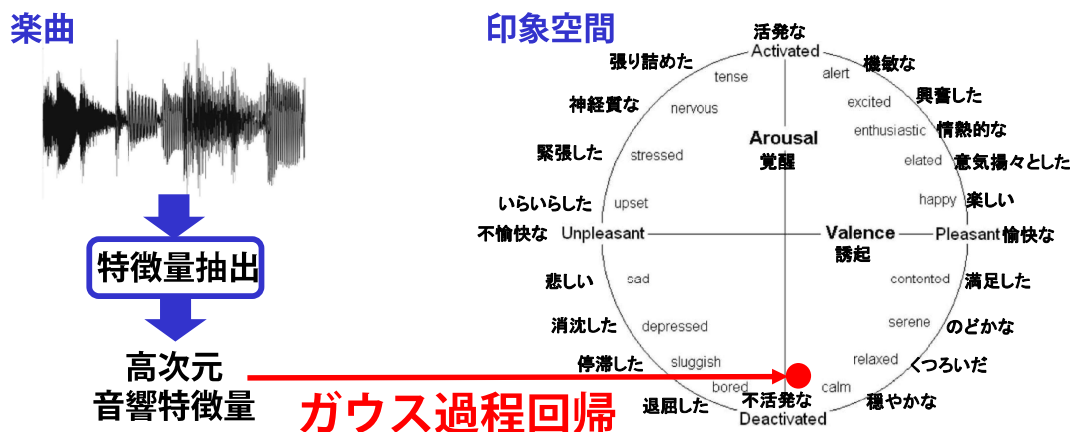 楽曲
特徴量抽出
高次元
音響特徴量
ガウス過程回帰
印象空間
活発な
Activated
張り詰めた
tense
alert
機敏な
神経質な
nervous
excited
興奮した
Arousal
覚醒
enthusiastic
情熱的な
緊張した
stressed
elated
意気揚々とした
いらいらした
upset
happy
楽しい
不愉快な
Unpleasant
Valence
誘起
Pleasant
愉快な
悲しい
sad
contented
満足した
消沈した
depressed
serene
のどかな
停滞した
sluggish
relaxed
くつろいだ
退屈した
bored
calm
穏やかな
不活発な
Deactivated